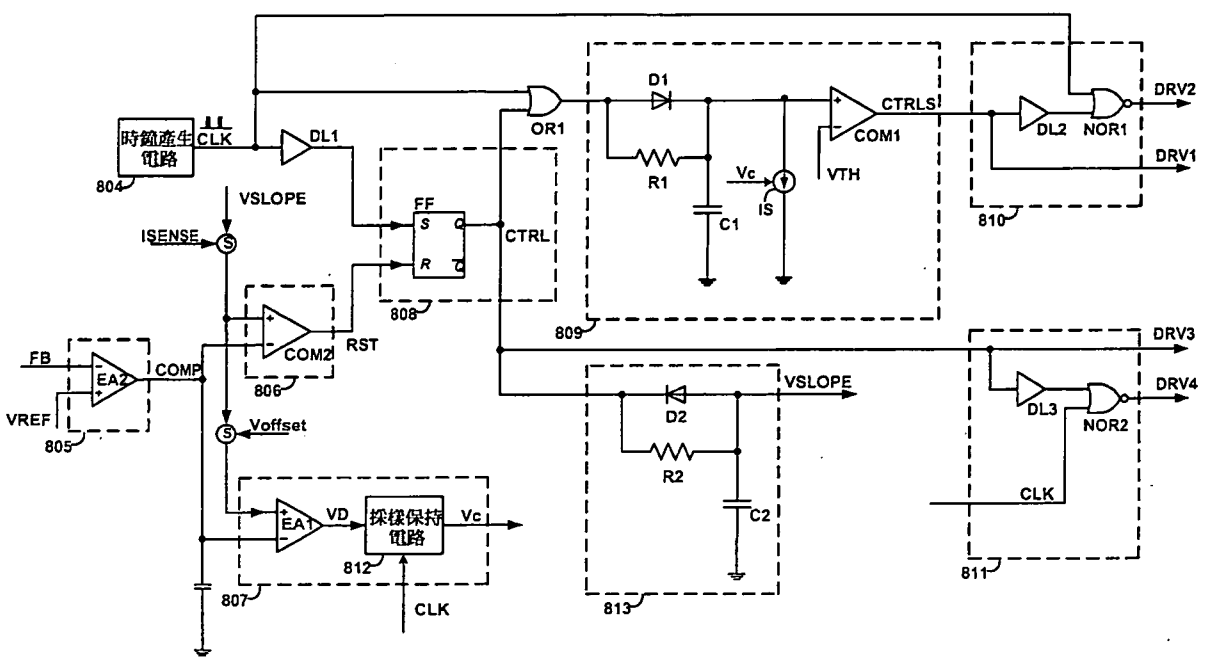 時鐘產生
電路
804
CLK
DL1
VSLOPE
ISENSE
S
FB
VREF
EA2
805
COMP
COM2
806
RST
S
Voffset
EA1
VD
採樣保持
電路
812
Vc
807
CLK
FF
S
Q
R
Q
808
CTRL
OR1
D1
R1
C1
Vc
IS
VTH
COM1
809
CTRLS
DL2
NOR1
810
DRV2
DRV1
D2
R2
C2
813
VSLOPE
DRV3
DL3
NOR2
DRV4
CLK
811